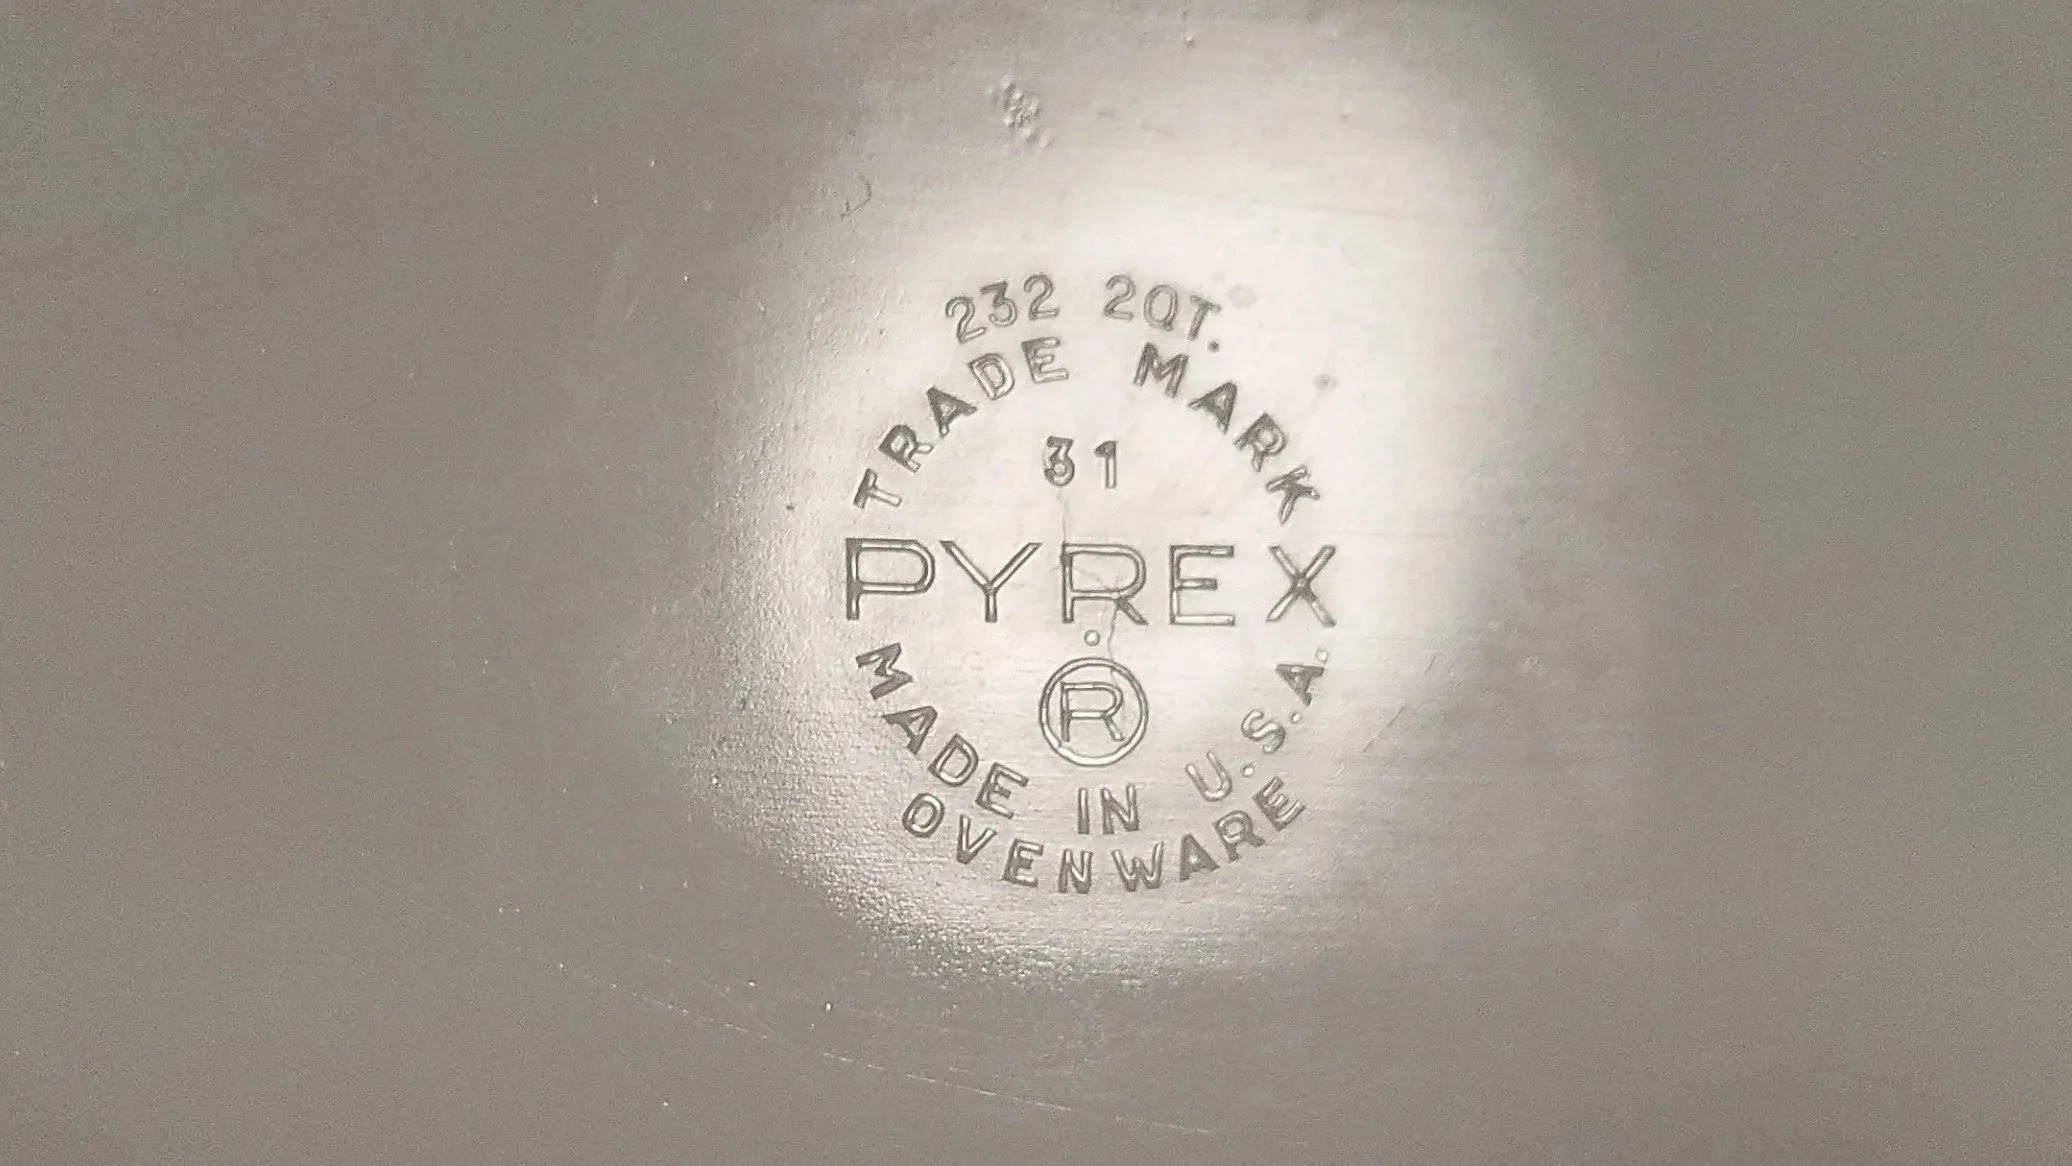 232 2QT.
TRADE MARK
31
PYREX
®
MADE IN U.S.A.
OVENWARE